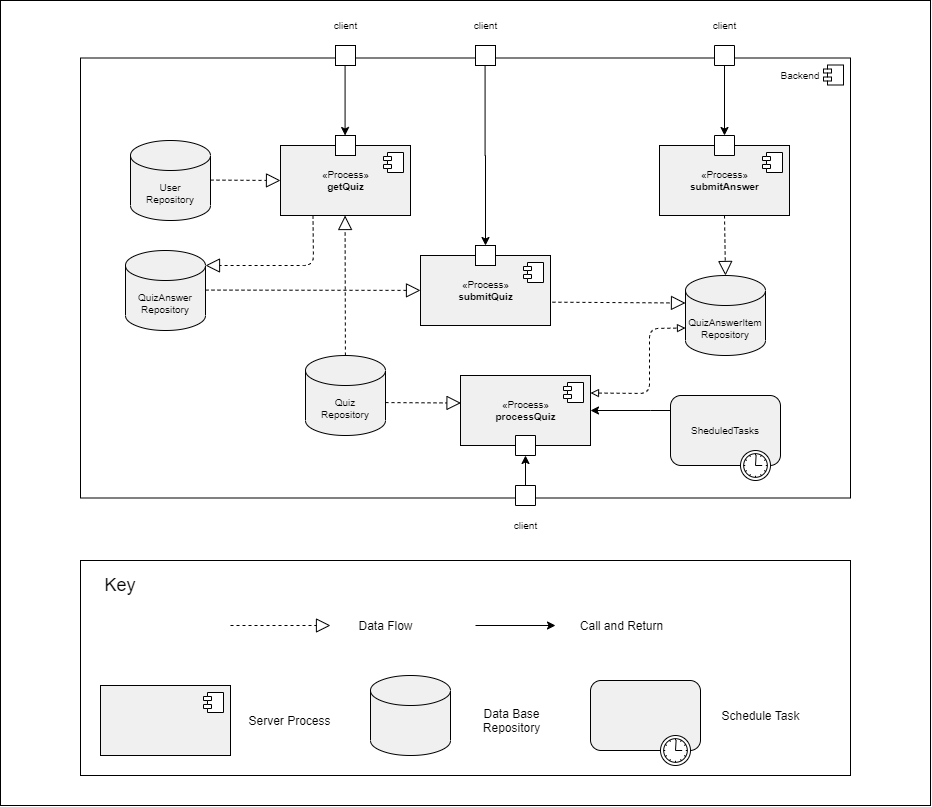 client
client
client
Backend
«Process»
getQuiz
«Process»
submitAnswer
User
Repository
«Process»
submitQuiz
QuizAnswer
Repository
QuizAnswerItem
Repository
Quiz
Repository
«Process»
processQuiz
SheduledTasks
client
Key
Data Flow
Call and Return
Server Process
Data Base
Repository
Schedule Task